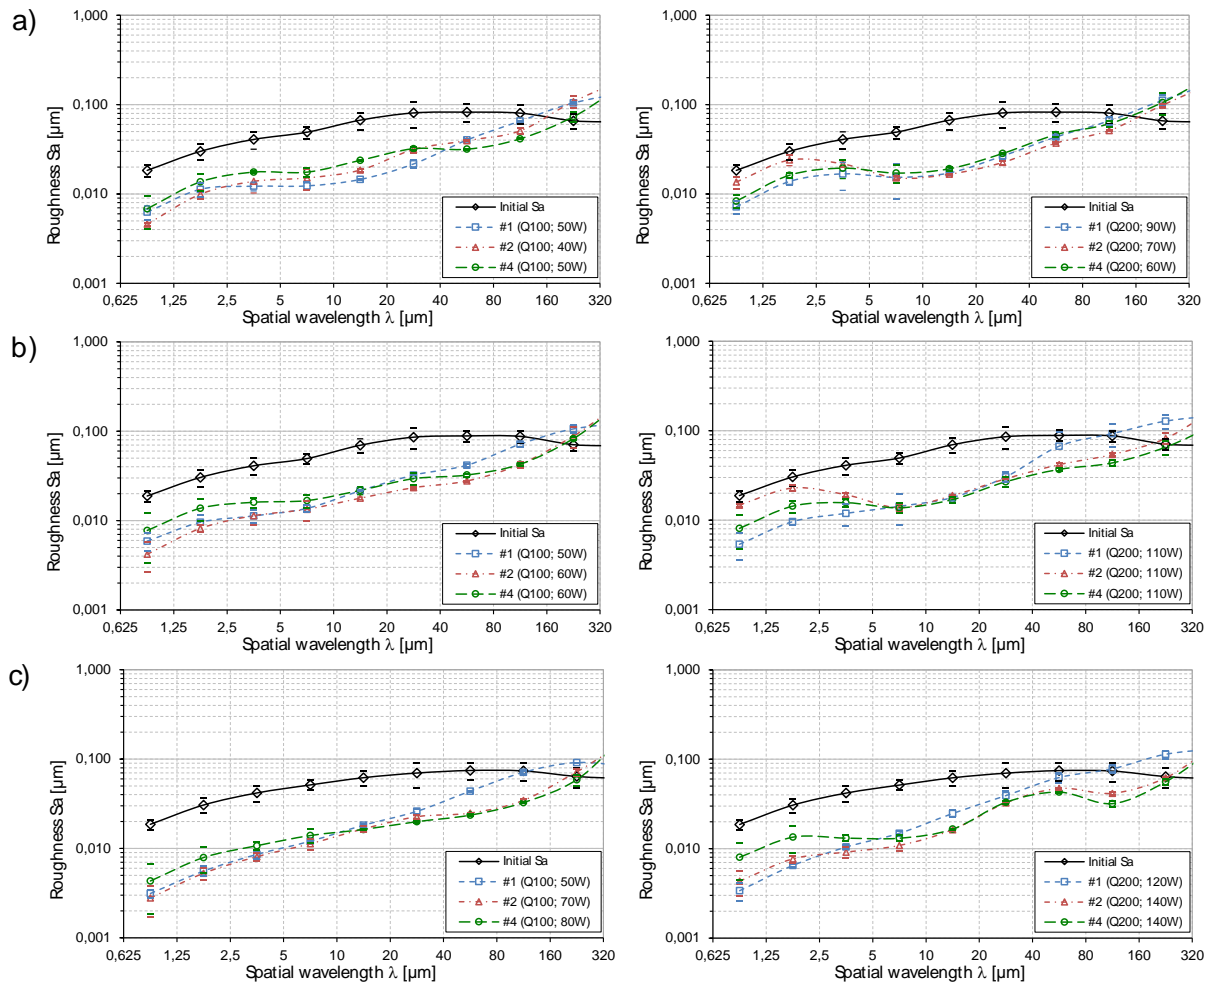 a)
1,000
0,100
0,010
0,001
Roughness Sa [µm]
0,625 1,25 2,5 5 10 20 40 80 160 320
Spatial wavelength λ [µm]
Initial Sa
#1 (Q100; 50W)
#2 (Q100; 40W)
#4 (Q100; 50W)
1,000
0,100
0,010
0,001
Roughness Sa [µm]
0,625 1,25 2,5 5 10 20 40 80 160 320
Spatial wavelength λ [µm]
Initial Sa
#1 (Q200; 90W)
#2 (Q200; 70W)
#4 (Q200; 60W)
b)
1,000
0,100
0,010
0,001
Roughness Sa [µm]
0,625 1,25 2,5 5 10 20 40 80 160 320
Spatial wavelength λ [µm]
Initial Sa
#1 (Q100; 50W)
#2 (Q100; 60W)
#4 (Q100; 60W)
1,000
0,100
0,010
0,001
Roughness Sa [µm]
0,625 1,25 2,5 5 10 20 40 80 160 320
Spatial wavelength λ [µm]
Initial Sa
#1 (Q200; 110W)
#2 (Q200; 110W)
#4 (Q200; 110W)
c)
1,000
0,100
0,010
0,001
Roughness Sa [µm]
0,625 1,25 2,5 5 10 20 40 80 160 320
Spatial wavelength λ [µm]
Initial Sa
#1 (Q100; 50W)
#2 (Q100; 70W)
#4 (Q100; 80W)
1,000
0,100
0,010
0,001
Roughness Sa [µm]
0,625 1,25 2,5 5 10 20 40 80 160 320
Spatial wavelength λ [µm]
Initial Sa
#1 (Q200; 120W)
#2 (Q200; 140W)
#4 (Q200; 140W)